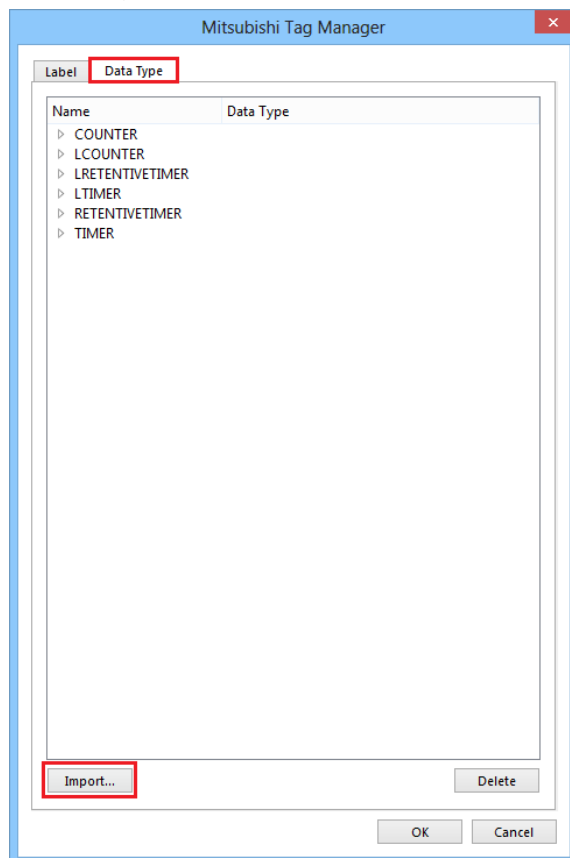 Mitsubishi Tag Manager
Label Data Type
Name Data Type
COUNTER
LCOUNTER
LRETENTIVETIMER
LTIMER
RETENTIVETIMER
TIMER
Import... Delete
OK Cancel